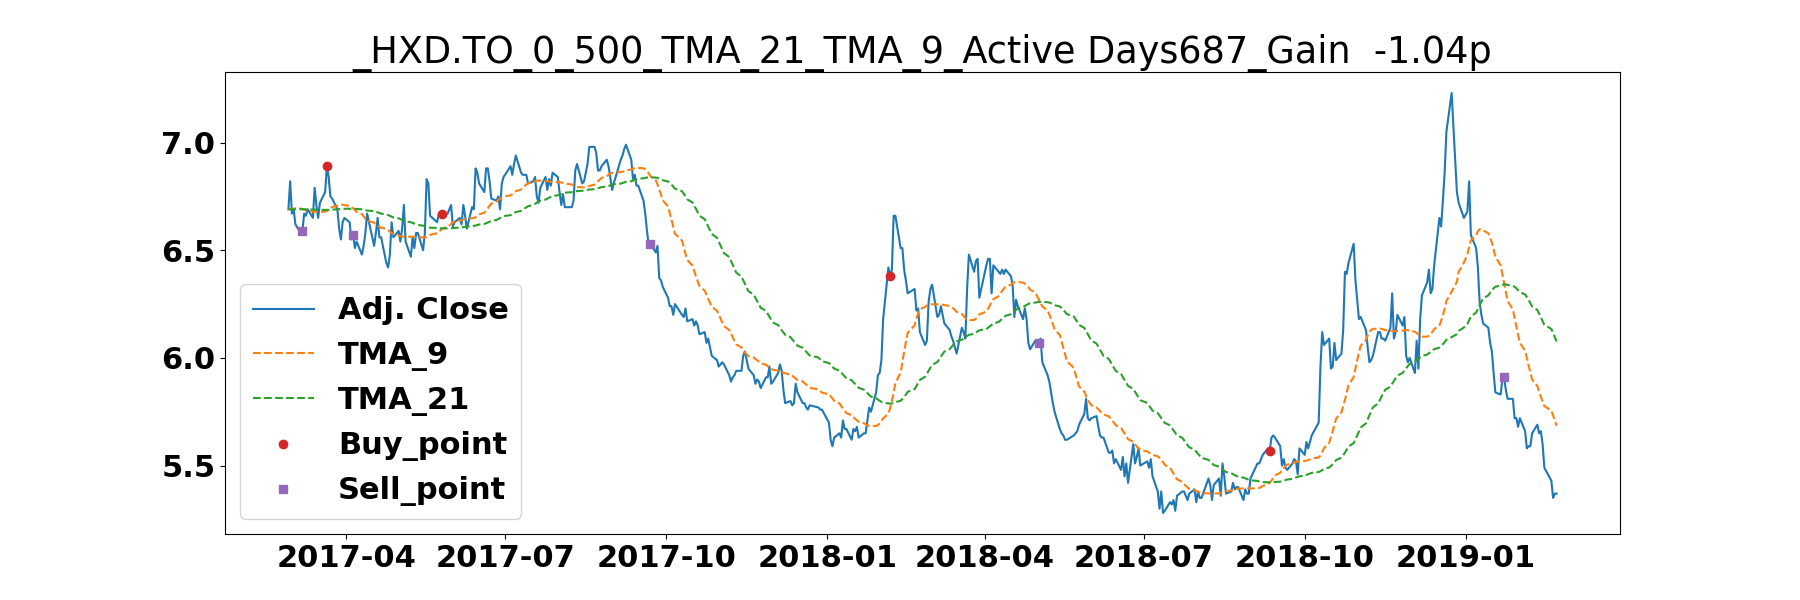 _HXD.TO_0_500_TMA_21_TMA_9_Active Days687_Gain  -1.04p
7.0
6.5
6.0
5.5
Adj. Close
TMA_9
TMA_21
Buy_point
Sell_point
2017-04 2017-07 2017-10 2018-01 2018-04 2018-07 2018-10 2019-01